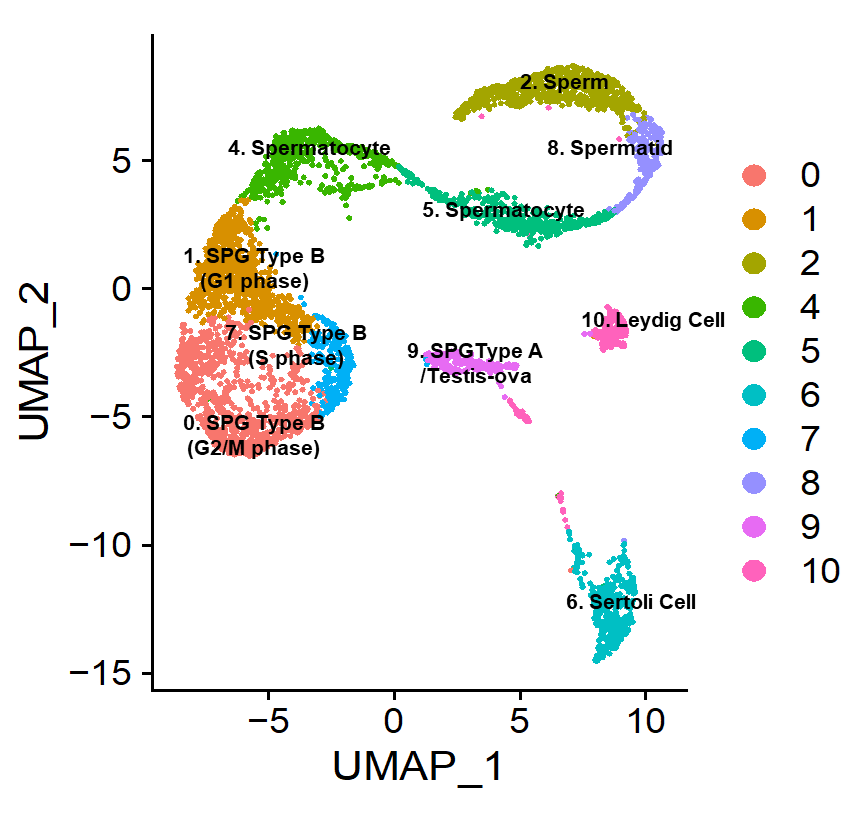 2. Sperm
4. Spermatocyte
8. Spermatid
5. Spermatocyte
1. SPG Type B
(G1 phase)
7. SPG Type B
(S phase)
0. SPG Type B
(G2/M phase)
9. SPGType A
/Testis-ova
10. Leydig Cell
6. Sertoli Cell
5
0
−5
−10
−15
UMAP_2
−5
0
5
10
UMAP_1
0
1
2
4
5
6
7
8
9
10